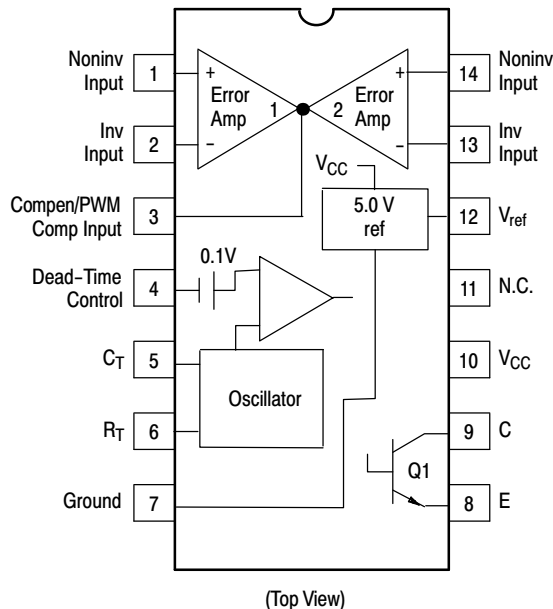 Noninv
Input
1
+
Error
Amp
1
2
Error
Amp
+
14
Noninv
Input
Inv
Input
2
−
−
13
Inv
Input
Compen/PWM
Comp Input
3
VCC
5.0 V
ref
12
Vref
Dead-Time
Control
4
0.1V
11
N.C.
CT
5
Oscillator
10
VCC
RT
6
Q1
9
C
Ground
7
8
E
(Top View)